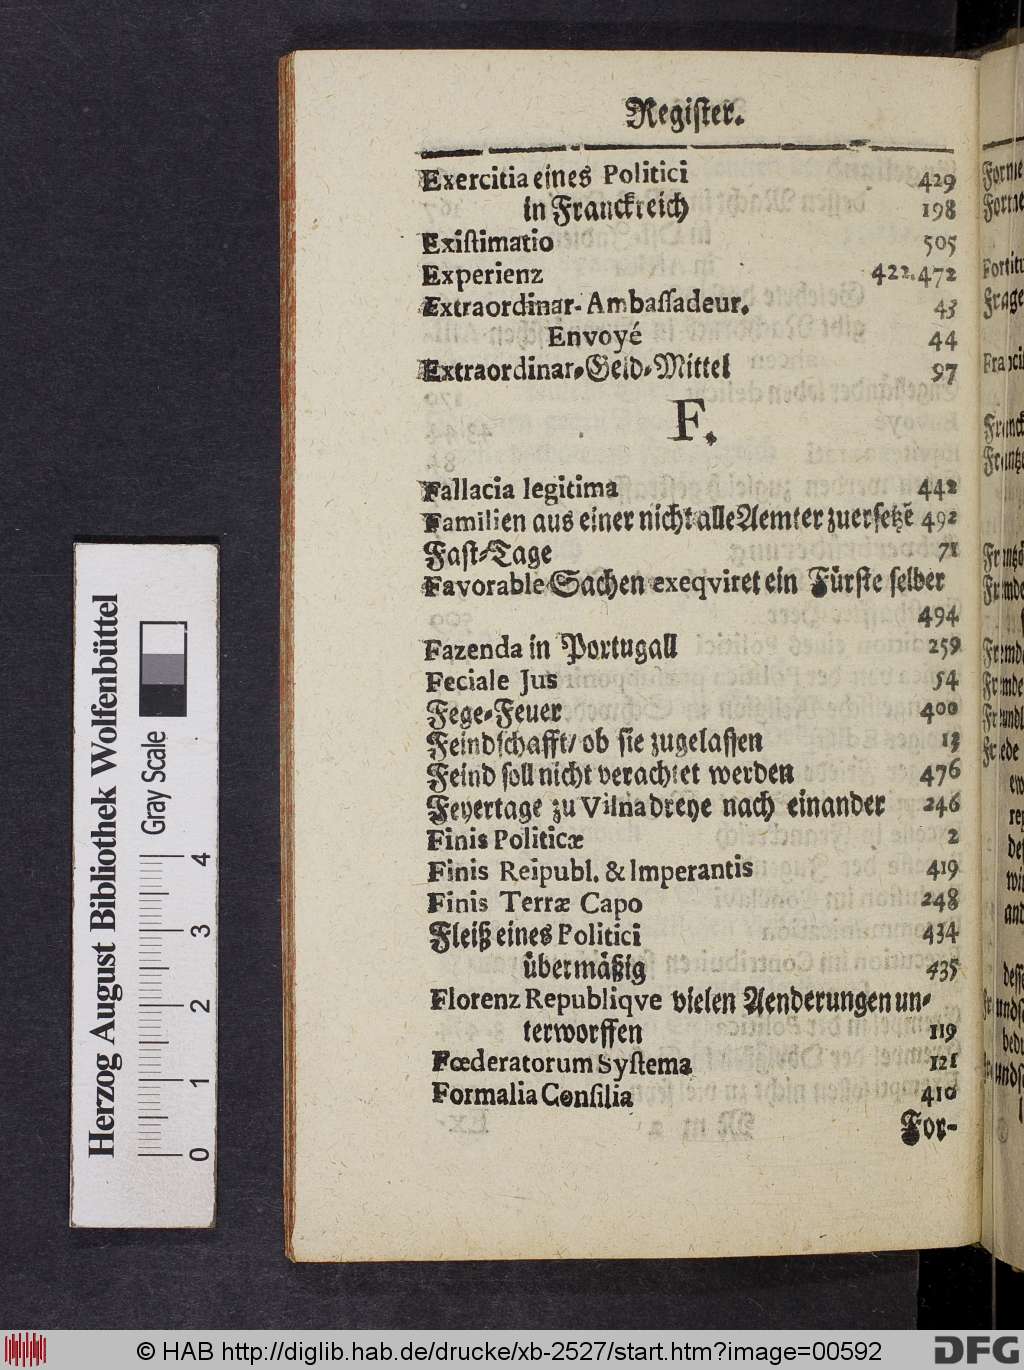 Register.
Exercitia eines Politici 429
in Franckreich 198
Existimatio 505
Experienz 422. 472
Extraordinar-Ambassadeur. 43
Envoyé 44
Extraordinar-Geld-Mittel 97
F.
Fallacia legitima 442
Familien aus einer nicht alle Aemter zuersetzē 492
Fast-Tage 71
Favorable Sachen exeqviret ein Fürste selber
494
Fazenda in Portugall 259
Feciale Jus 54
Fege-Feuer 400
Feindschafft/ ob sie zugelassen 13
Feind soll nicht verachtet werden 476
Feyertage zu Vilna dreye nach einander 246
Finis Politicæ 2
Finis Reipubl. & Imperantis 419
Finis Terræ Capo 248
Fleiß eines Politici 434
übermäßig 435
Florenz Republiqve vielen Aenderungen un-
terworffen 119
Fœderatorum Systema 121
Formalia Consilia 410
For-
Herzog August Bibliothek Wolfenbüttel
Gray Scale
0 1 2 3 4
© HAB http://diglib.hab.de/drucke/xb-2527/start.htm?image=00592
DFG